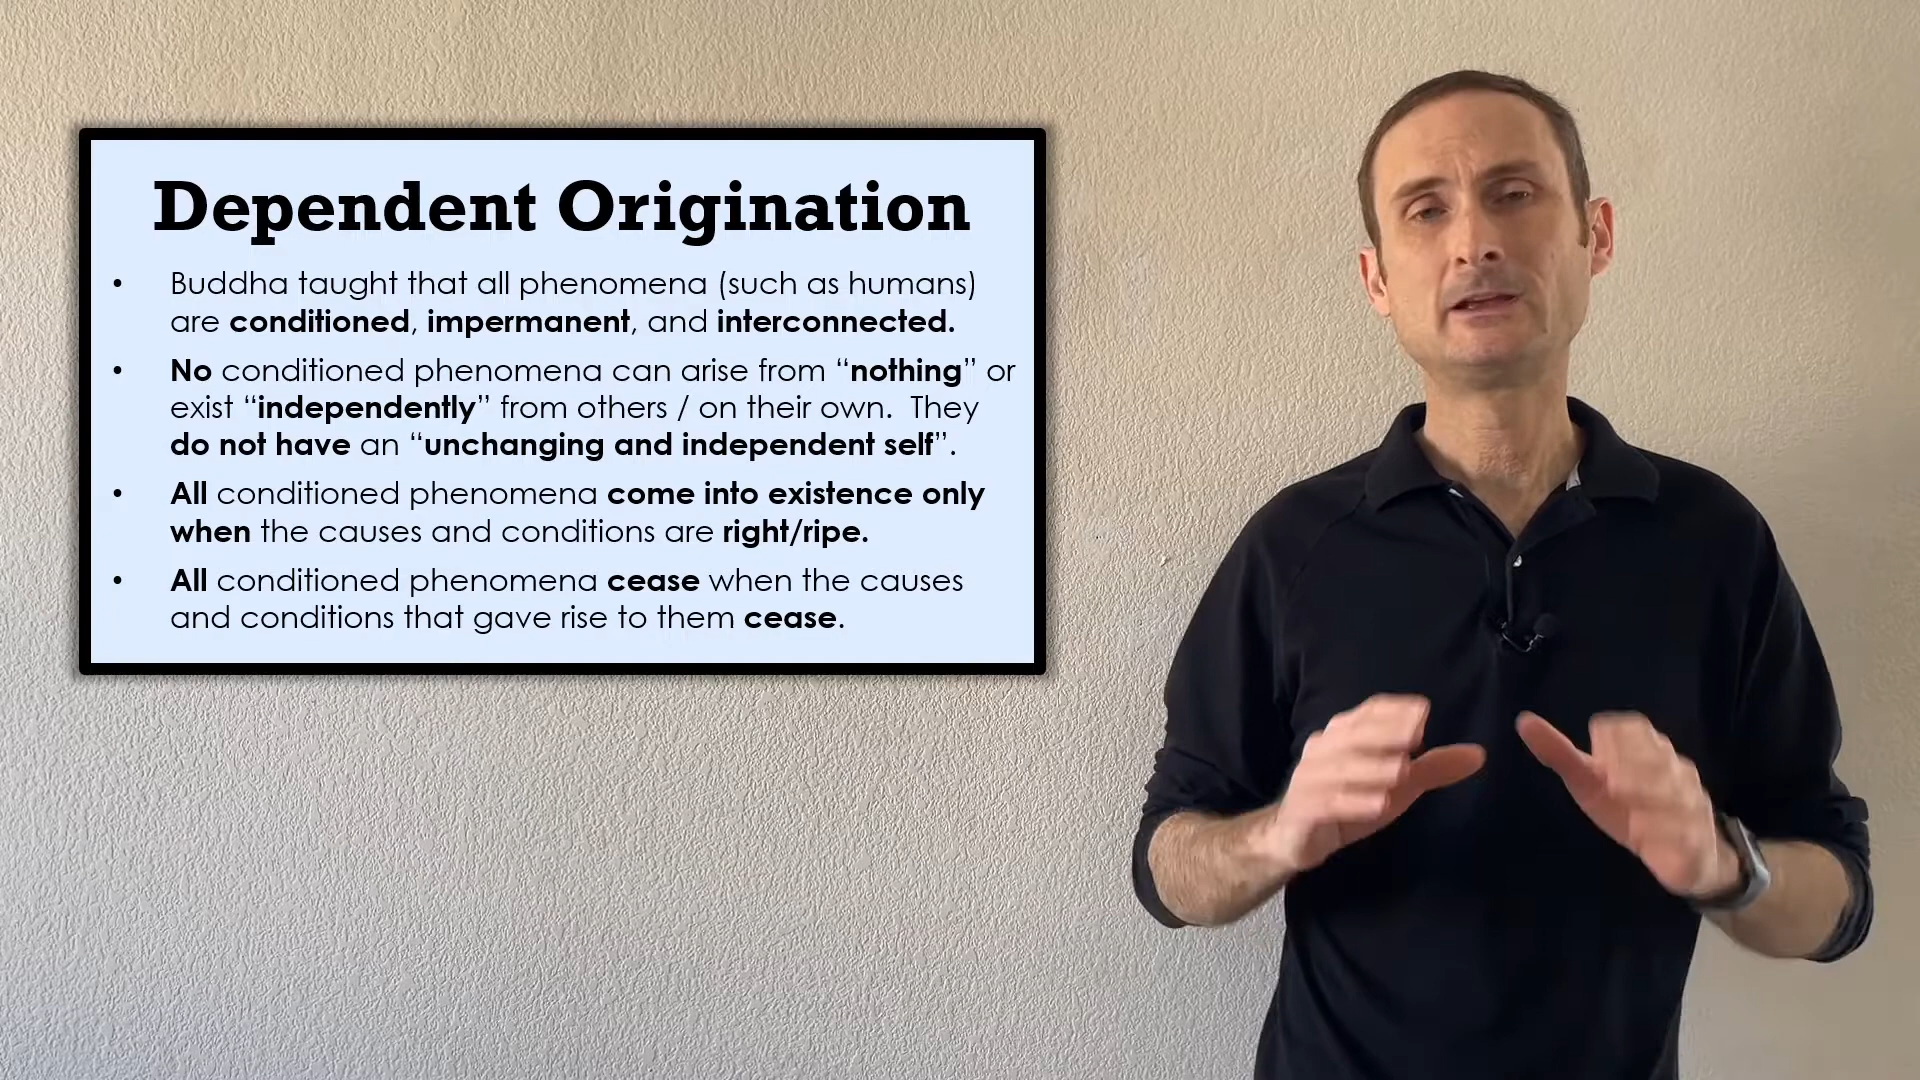 Dependent Origination
• Buddha taught that all phenomena (such as humans)
are conditioned, impermanent, and interconnected.
• No conditioned phenomena can arise from “nothing” or
exist “independently” from others / on their own.  They
do not have an “unchanging and independent self”.
• All conditioned phenomena come into existence only
when the causes and conditions are right/ripe.
• All conditioned phenomena cease when the causes
and conditions that gave rise to them cease.